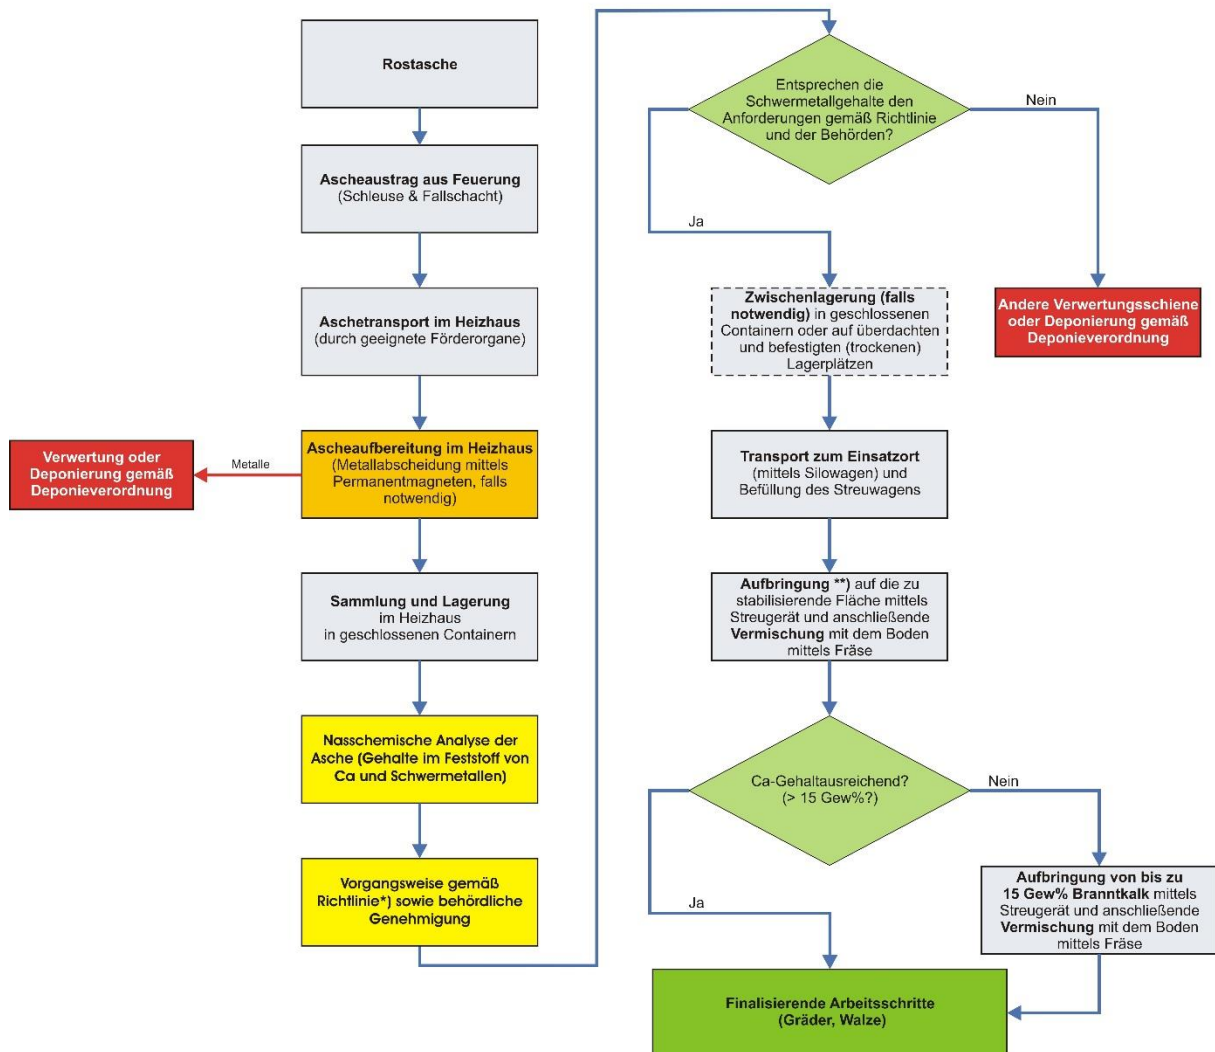 Rostasche
Ascheaustrag aus Feuerung
(Schleuse & Fallschacht)
Aschetransport im Heizhaus
(durch geeignete Förderorgane)
Ascheaufbereitung im Heizhaus
(Metallabscheidung mittels
Permanentmagneten, falls
notwendig)
Metalle
Verwertung oder
Deponierung gemäß
Deponieverordnung
Sammlung und Lagerung
im Heizhaus
in geschlossenen Containern
Nasschemische Analyse der
Asche (Gehalte im Feststoff von
Ca und Schwermetallen)
Vorgangsweise gemäß
Richtlinie*) sowie behördliche
Genehmigung
Entsprechen die
Schwermetallgehalte den
Anforderungen gemäß Richtlinie
und der Behörden?
Nein
Ja
Andere Verwertungsschiene
oder Deponierung gemäß
Deponieverordnung
Zwischenlagerung (falls
notwendig) in geschlossenen
Containern oder auf überdachten
und befestigten (trockenen)
Lagerplätzen
Transport zum Einsatzort
(mittels Silowagen) und
Befüllung des Streuwagens
Aufbringung **) auf die zu
stabilisierende Fläche mittels
Streugerät und anschließende
Vermischung mit dem Boden
mittels Fräse
Ca-Gehaltausreichend?
(> 15 Gew%?)
Nein
Ja
Aufbringung von bis zu
15 Gew% Branntkalk mittels
Streugerät und anschließende
Vermischung mit dem Boden
mittels Fräse
Finalisierende Arbeitsschritte
(Gräder, Walze)